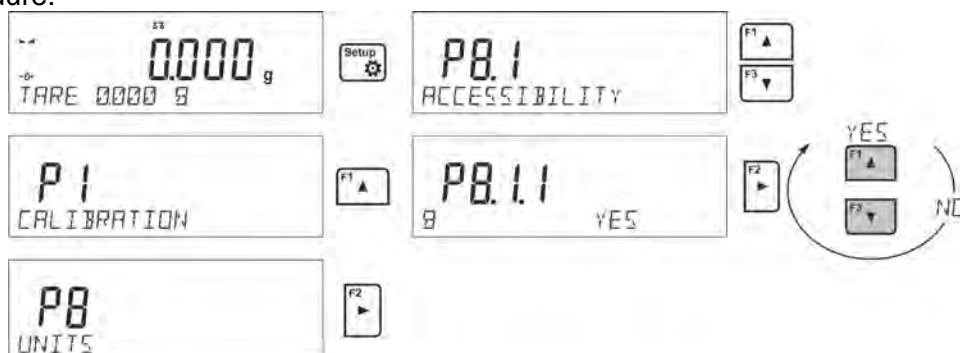 0.000 g
TARE 0.000 g
Setup
P1
CALIBRATION
F1
P8
UNITS
F2
P8.1
ACCESSIBILITY
F1
F3
P8.1.1
g YES
F2
YES
F1
F3
NO